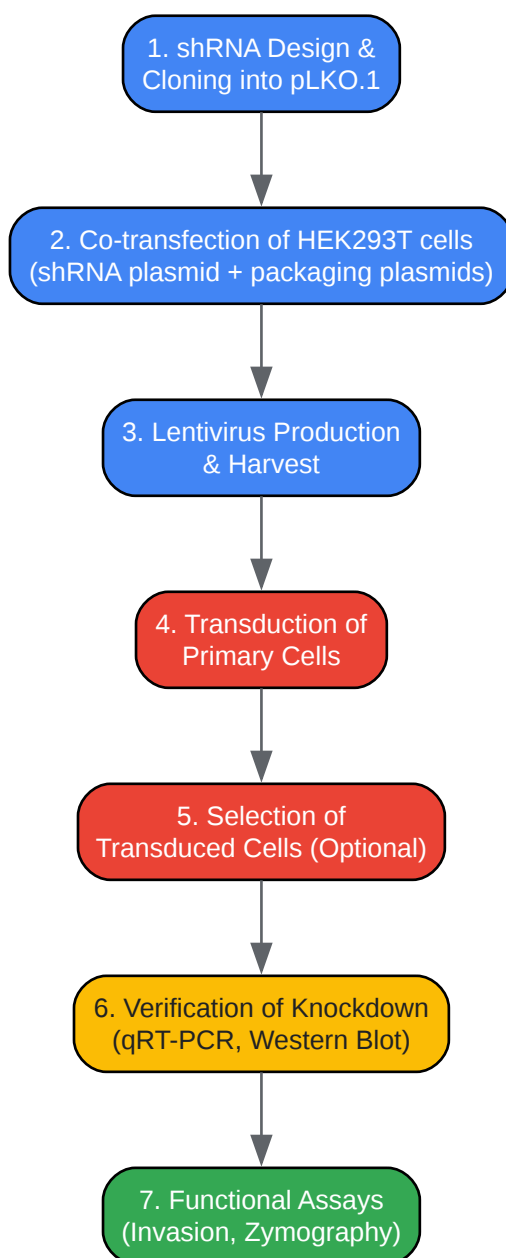 1. shRNA Design &
Cloning into pLKO.1
2. Co-transfection of HEK293T cells
(shRNA plasmid + packaging plasmids)
3. Lentivirus Production
& Harvest
4. Transduction of
Primary Cells
5. Selection of
Transduced Cells (Optional)
6. Verification of Knockdown
(qRT-PCR, Western Blot)
7. Functional Assays
(Invasion, Zymography)